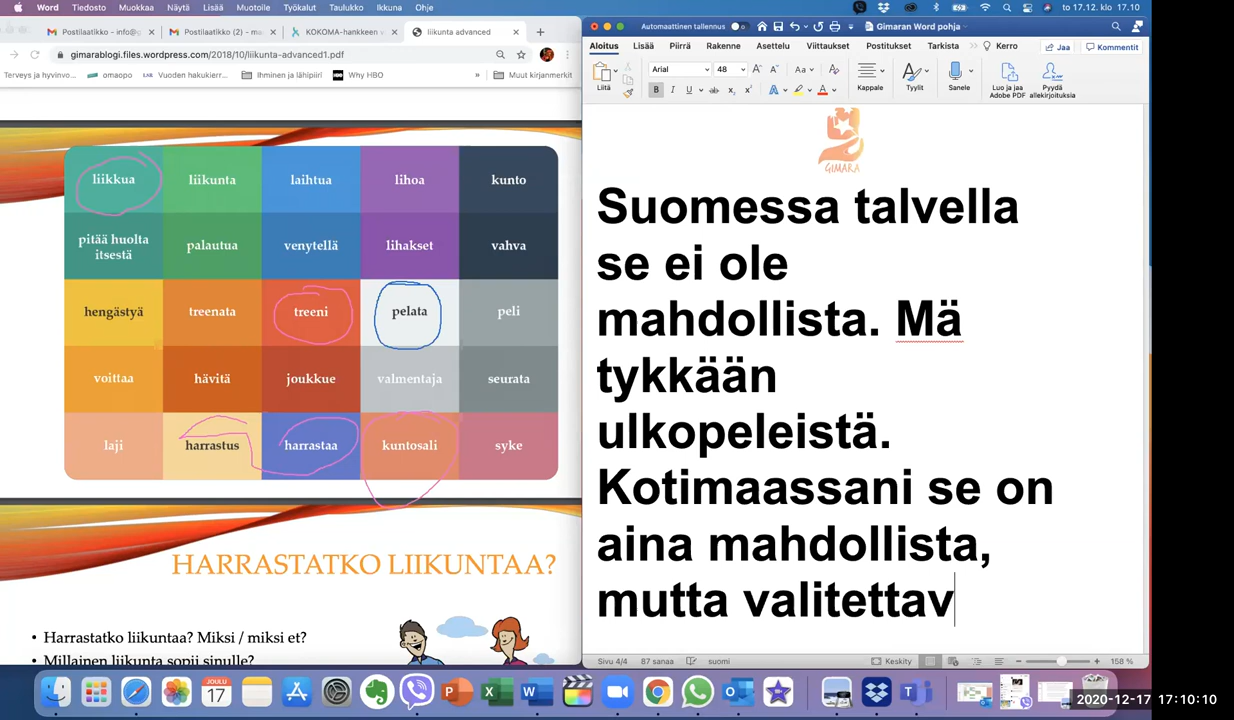 Word Tiedosto Muokkaa Näytä Lisää Muotoile Työkalut Taulukko Ikkuna Ohje to 17.12. klo 17.10
Postilaatikko - info@g Postilaatikko (2) - ma KOKOMA-hankkeen v liikunta advanced
gimarablogi.files.wordpress.com/2018/10/liikunta-advanced1.pdf
Terveys ja hyvinvo... omaopo Vuoden hakukierr... Ihminen ja lähipiiri Why HBO » Muut kirjanmerkit
liikkua liikunta laihtua lihoa kunto
pitää huolta itsestä palautua venytellä lihakset vahva
hengästyä treenata treeni pelata peli
voittaa hävitä joukkue valmentaja seurata
laji harrastus harrastaa kuntosali syke
HARRASTATKO LIIKUNTAA?
• Harrastatko liikuntaa? Miksi / miksi et?
• Millainen liikunta sopii sinulle?
Automaattinen tallennus Gimaran Word pohja
Aloitus Lisää Piirrä Rakenne Asettelu Viittaukset Postitukset Tarkista » Kerro Jaa Kommentit
Liitä Arial 48 Kappale Tyylit Sanele Luo ja jaa Adobe PDF Pyydä allekirjoituksia
GIMARA
Suomessa talvella
se ei ole
mahdollista. Mä
tykkään
ulkopeleistä.
Kotimaassani se on
aina mahdollista,
mutta valitettav
Sivu 4/4 87 sanaa suomi Keskity 158 %
JOULU
17
2020-12-17 17:10:10